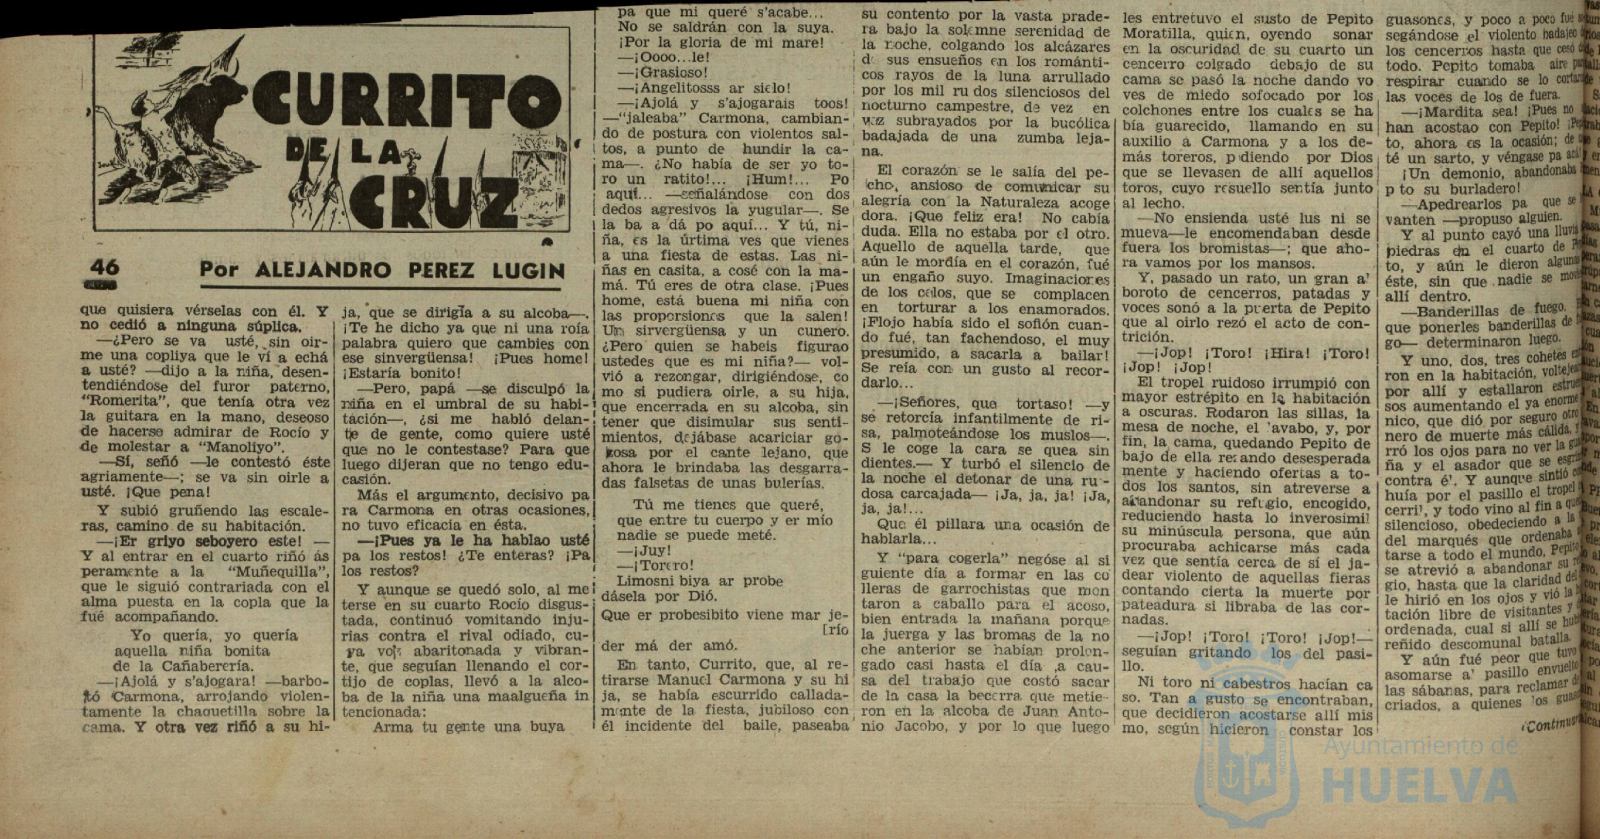 CURRITO
DE LA
CRUZ
46 Por ALEJANDRO PEREZ LUGIN
que quisiera vérselas con él. Y
no cedió a ninguna súplica.
—¿Pero se va usté, sin oir-
me una copliya que le ví a echá
a usté? —dijo a la niña, desen-
tendiéndose del furor paterno,
"Romerita", que tenía otra vez
la guitarra en la mano, deseoso
de hacerse admirar de Rocío y
de molestar a "Manoliyo".
—Sí, señó —le contestó éste
agriamente—; se va sin oirle a
usté. ¡Que pena!
Y subió gruñendo las escale-
ras, camino de su habitación.
—¡Er griyo seboyero este! —
Y al entrar en el cuarto riñó ás
peramente a la "Muñequilla",
que le siguió contrariada con el
alma puesta en la copla que la
fué acompañando.
Yo quería, yo quería
aquella niña bonita
de la Cañaberería.
—¡Ajolá y s'ajogara! —barbo-
tó Carmona, arrojando violen-
tamente la chaquetilla sobre la
cama. Y otra vez riñó a su hi-
ja, que se dirigía a su alcoba—.
¡Te he dicho ya que ni una roía
palabra quiero que cambies con
ese sinvergüensa! ¡Pues home!
¡Estaría bonito!
—Pero, papá —se disculpó la
niña en el umbral de su habi-
tación—, ¿si me habló delan-
te de gente, como quiere usté
que no le contestase? Para que
luego dijeran que no tengo edu-
casión.
Más el argumento, decisivo pa
ra Carmona en otras ocasiones,
no tuvo eficacia en ésta.
—¡Pues ya le ha hablao usté
pa los restos! ¿Te enteras? ¡Pa
los restos?
Y aunque se quedó solo, al me
terse en su cuarto Rocío disgus-
tada, continuó vomitando inju-
rias contra el rival odiado, cu-
ya voz abaritonada y vibran-
te, que seguían llenando el cor-
tijo de coplas, llevó a la alco-
ba de la niña una maalgueña in
tencionada:
Arma tu gente una buya
pa que mi queré s'acabe...
No se saldrán con la suya.
¡Por la gloria de mi mare!
—¡Oooo...le!
—¡Grasioso!
—¡Angelitosss ar sielo!
—¡Ajolá y s'ajogarais toos!
—"jaleaba" Carmona, cambian-
do de postura con violentos sal-
tos, a punto de hundir la ca-
ma—. ¿No había de ser yo to-
ro un ratito!... ¡Hum!... Po
aquí... —señalándose con dos
dedos agresivos la yugular—. Se
la ba a dá po aquí... Y tú, ni-
ña, es la úrtima ves que vienes
a una fiesta de estas. Las ni-
ñas en casita, a cosé con la ma-
má. Tú eres de otra clase. ¡Pues
home, está buena mi niña con
las proporsiones que la salen!
Um sirvergüensa y un cunero.
¿Pero quien se habeis figurao
ustedes que es mi niña?— vol-
vió a rezongar, dirigiéndose, co
mo si pudiera oirle, a su hija,
que encerrada en su alcoba, sin
tener que disimular sus senti-
mientos, dejábase acariciar go-
zosa por el cante lejano, que
ahora le brindaba las desgarra-
das falsetas de unas bulerías.
Tú me tienes que queré,
que entre tu cuerpo y er mío
nadie se puede meté.
—¡Juy!
—¡Torero!
Limosni biya ar probe
dásela por Dió.
Que er probesibito viene mar je-
[río
der má der amó.
En tanto, Currito, que, al re-
tirarse Manuel Carmona y su hi
ja, se había escurrido callada-
mente de la fiesta, jubiloso con
él incidente del baile, paseaba
su contento por la vasta prade-
ra bajo la solemne serenidad de
la noche, colgando los alcázares
d sus ensueños en los románti-
cos rayos de la luna arrullado
por los mil ru dos silenciosos del
nocturno campestre, de vez en
vez subrayados por la bucólica
badajada de una zumba leja-
na.
El corazón se le salía del pe-
cho, ansioso de comunicar su
alegría con la Naturaleza acoge
dora. ¡Que feliz era! No cabía
duda. Ella no estaba por el otro.
Aquello de aquella tarde, que
aún le mordía en el corazón, fué
un engaño suyo. Imaginaciones
de los celos, que se complacen
en torturar a los enamorados.
¡Flojo había sido el sofión cuan-
do fué, tan fachendoso, el muy
presumido, a sacarla a bailar!
Se reía con un gusto al recor-
darlo...
—¡Señores, que tortaso! —y
se retorcía infantilmente de ri-
sa, palmoteándose los muslos—.
S le coge la cara se quea sin
dientes.— Y turbó el silencio de
la noche el detonar de una ru-
dosa carcajada— ¡Ja, ja, ja! ¡Ja,
ja, ja!...
Que él pillara una ocasión de
hablarla...
Y "para cogerla" negóse al si
guiente día a formar en las co
lleras de garrochistas que mon
taron a caballo para el acoso,
bien entrada la mañana porque
la juerga y las bromas de la no
che anterior se habían prolon-
gado casi hasta el día ,a cau-
sa del trabajo que costó sacar
de la casa la becerra que metie-
ron en la alcoba de Juan Anto-
nio Jacobo, y por lo que luego
les entretuvo el susto de Pepito
Moratilla, quien, oyendo sonar
en la oscuridad de su cuarto un
cencerro colgado debajo de su
cama se pasó la noche dando vo
ves de miedo sofocado por los
colchones entre los cuales se ha
bía guarecido, llamando en su
auxilio a Carmona y a los de-
más toreros, pidiendo por Dios
que se llevasen de allí aquellos
toros, cuyo resuello sentía junto
al lecho.
—No ensienda usté lus ni se
mueva—le encomendaban desde
fuera los bromistas—; que aho-
ra vamos por los mansos.
Y, pasado un rato, un gran a'
boroto de cencerros, patadas y
voces sonó a la puerta de Pepito
que al oirlo rezó el acto de con-
trición.
—¡Jop! ¡Toro! ¡Hira! ¡Toro!
¡Jop! ¡Jop!
El tropel ruidoso irrumpió con
mayor estrépito en la habitación
a oscuras. Rodaron las sillas, la
mesa de noche, el 'avabo, y, por
fin, la cama, quedando Pepito de
bajo de ella rezando desesperada
mente y haciendo ofertas a to-
dos los santos, sin atreverse a
abandonar su refugio, encogido,
reduciendo hasta lo inverosimil
su minúscula persona, que aún
procuraba achicarse más cada
vez que sentía cerca de sí el ja-
dear violento de aquellas fieras
contando cierta la muerte por
pateadura si libraba de las cor-
nadas.
—¡Jop! ¡Toro! ¡Toro! ¡Jop!—
seguían gritando los del pasi-
llo.
Ni toro ni cabestros hacían ca
so. Tan a gusto se encontraban,
que decidieron acostarse allí mis
mo, según hicieron constar los
guasones, y poco a poco fué
segándose el violento badajeo
los cencerros hasta que cesó
todo. Pepito tomaba aire
respirar cuando se lo cortar
las voces de los de fuera.
—¡Mardita sea! ¡Pues no
han acostao con Pepito!
to, ahora es la ocasión; de
té un sarto, y véngase pa acá
¡Un demonio, abandonaba
p to su burladero!
—Apedrearlos pa que se
vanten —propuso alguien.
Y al punto cayó una lluvia
piedras en el cuarto de
to, y aún le dieron algunas
éste, sin que nadie se movi
allí dentro.
—Banderillas de fuego.
que ponerles banderillas de
go— determinaron luego.
Y uno, dos, tres cohetes
ron en la habitación, voltejear
por allí y estallaron estruen
sos aumentando el ya enorme
nico, que dió por seguro otro
nero de muerte más cálida, y
rró los ojos para no ver la gua
ña y el asador que se esgrim
contra é'. Y aunque sintió
huía por el pasillo el tropel
cerri', y todo vino al fin a que
silencioso, obedeciendo a la
del marqués que ordenaba
tarse a todo el mundo, Pepito
se atrevió a abandonar su
gio, hasta que la claridad del
le hirió en los ojos y vió la
tación libre de visitantes y
ordenada, cual si allí se hub
reñido descomunal batalla.
Y aún fué peor que tuvo
asomarse a' pasillo envuelto
las sábanas, para reclamar
criados, a quienes 'os guas
(Continu
Ayuntamiento de
HUELVA